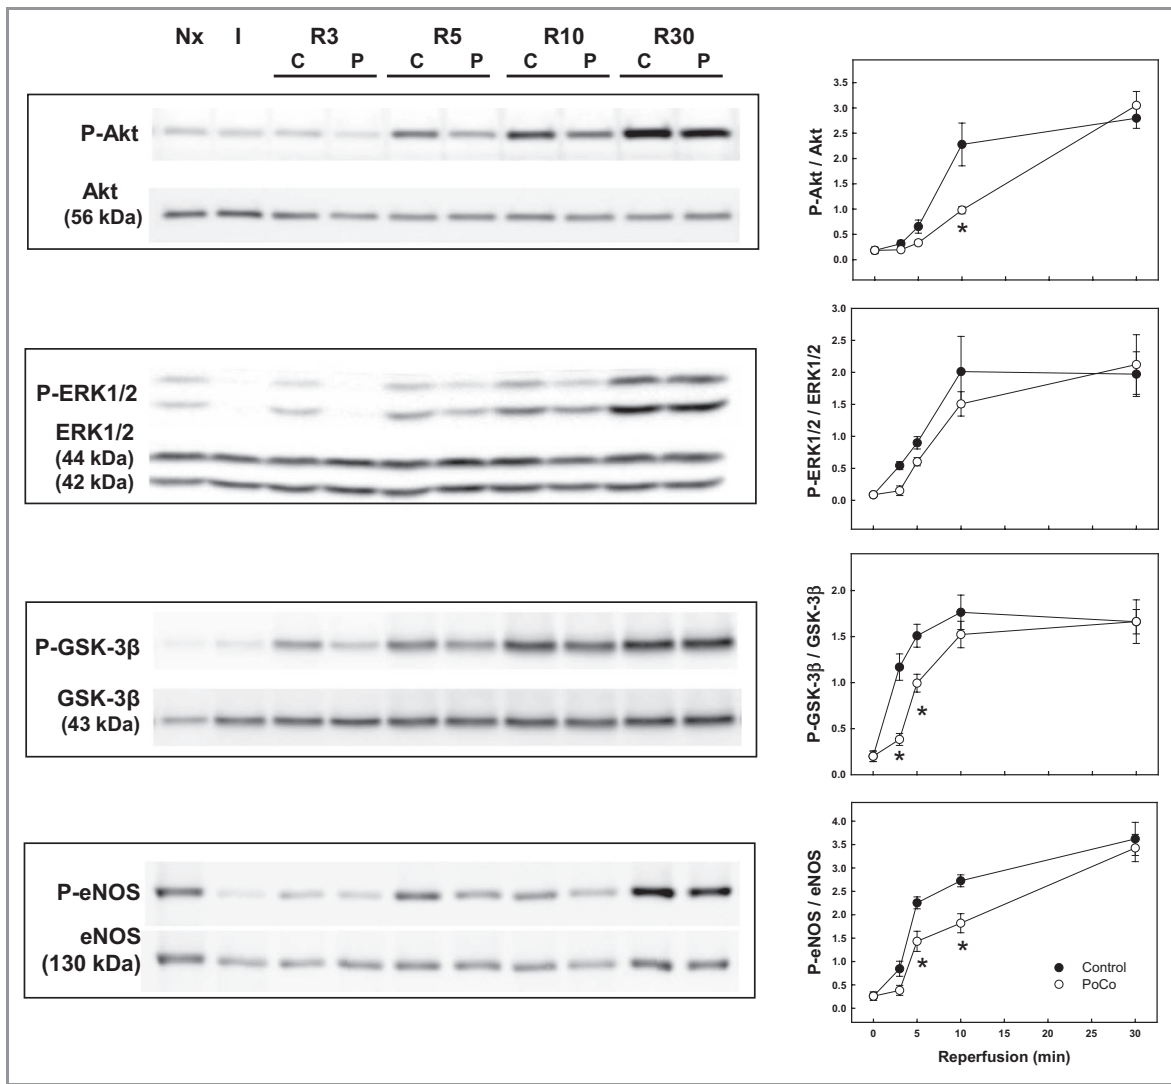 Nx I R3 R5 R10 R30
C P C P C P C P
P-Akt
Akt
(56 kDa)
P-ERK1/2
ERK1/2
(44 kDa)
(42 kDa)
P-GSK-3β
GSK-3β
(43 kDa)
P-eNOS
eNOS
(130 kDa)
P-Akt / Akt
3.5
3.0
2.5
2.0
1.5
1.0
0.5
0.0
*
P-ERK1/2 / ERK1/2
3.0
2.5
2.0
1.5
1.0
0.5
0.0
P-GSK-3β / GSK-3β
2.0
1.5
1.0
0.5
0.0
*
*
P-eNOS / eNOS
4.0
3.5
3.0
2.5
2.0
1.5
1.0
0.5
0.0
* *
Control
PoCo
0 5 10 15 20 25 30
Reperfusion (min)